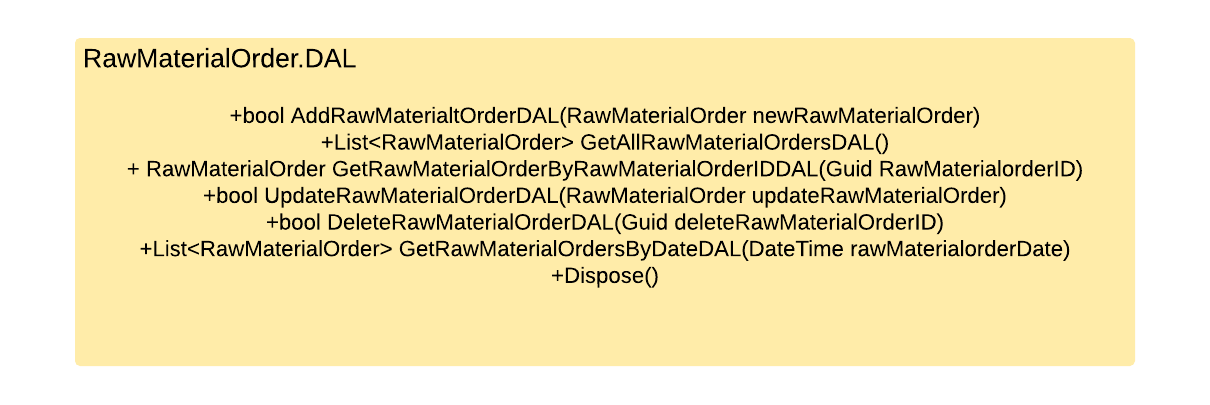 RawMaterialOrder.DAL
+bool AddRawMaterialtOrderDAL(RawMaterialOrder newRawMaterialOrder)
+List<RawMaterialOrder> GetAllRawMaterialOrdersDAL()
+ RawMaterialOrder GetRawMaterialOrderByRawMaterialOrderIDDAL(Guid RawMaterialorderID)
+bool UpdateRawMaterialOrderDAL(RawMaterialOrder updateRawMaterialOrder)
+bool DeleteRawMaterialOrderDAL(Guid deleteRawMaterialOrderID)
+List<RawMaterialOrder> GetRawMaterialOrdersByDateDAL(DateTime rawMaterialorderDate)
+Dispose()